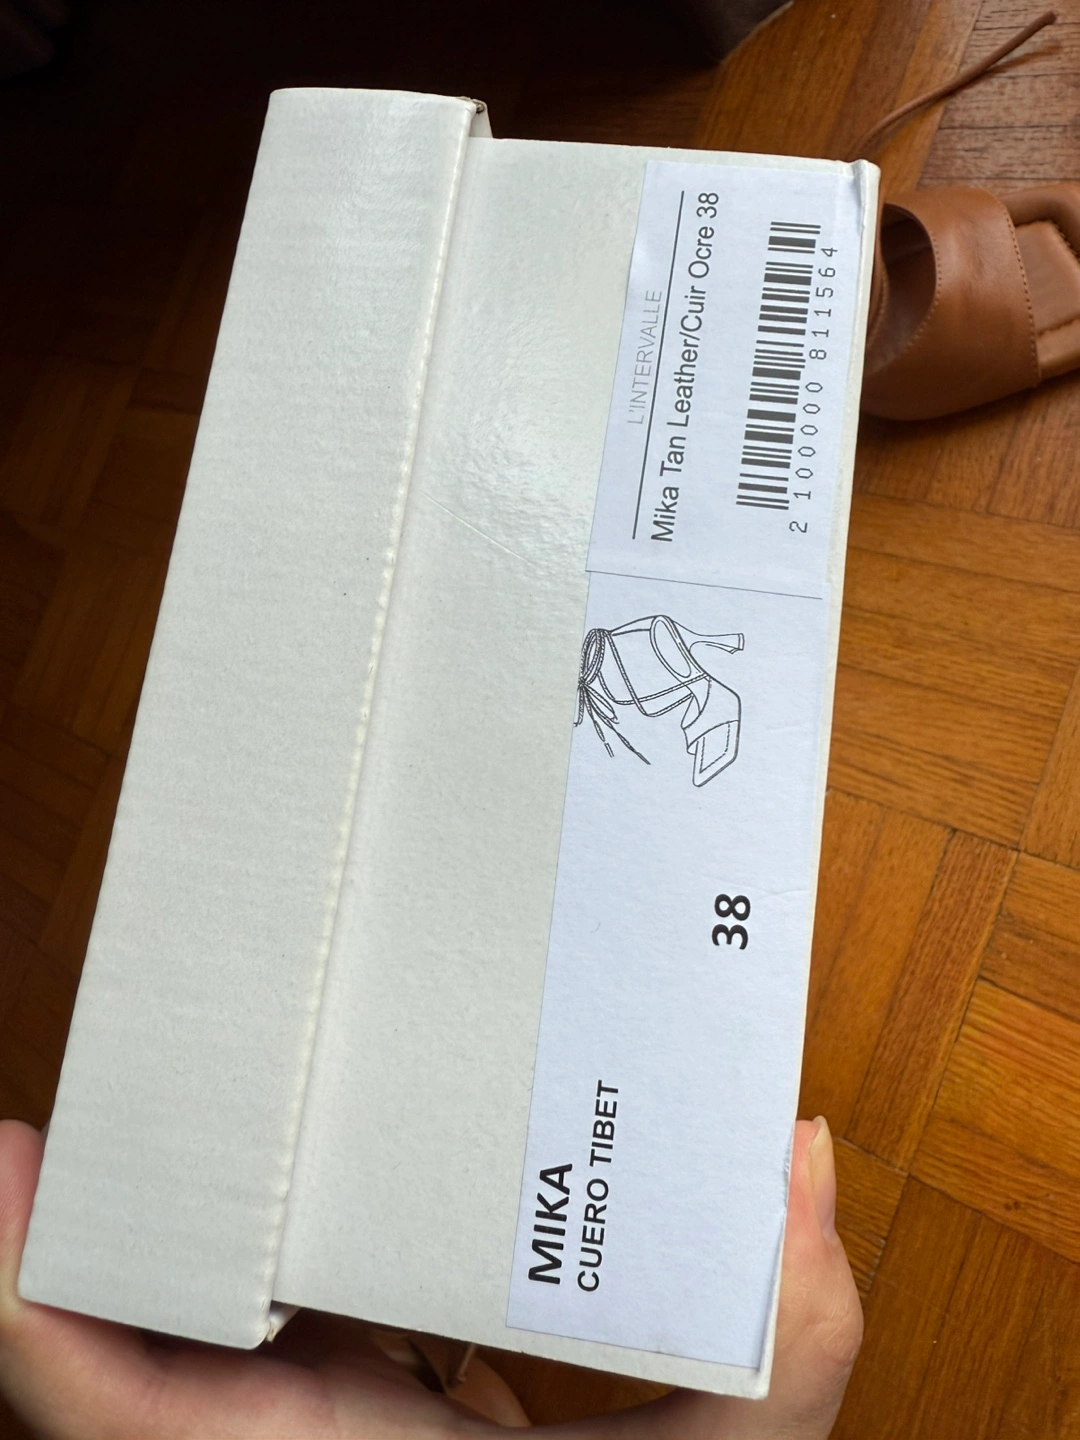 MIKA
CUERO TIBET
38
L'INTERVALLE
Mika Tan Leather/Cuir Ocre 38
2 100000 811564